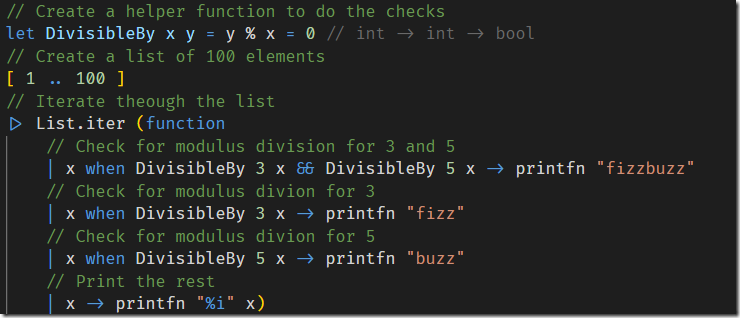 // Create a helper function to do the checks
let DivisibleBy x y = y % x = 0 // int -> int -> bool
// Create a list of 100 elements
[ 1 .. 100 ]
// Iterate theough the list
|> List.iter (function
    // Check for modulus division for 3 and 5
    | x when DivisibleBy 3 x && DivisibleBy 5 x -> printfn "fizzbuzz"
    // Check for modulus divion for 3
    | x when DivisibleBy 3 x -> printfn "fizz"
    // Check for modulus divion for 5
    | x when DivisibleBy 5 x -> printfn "buzz"
    // Print the rest
    | x -> printfn "%i" x)